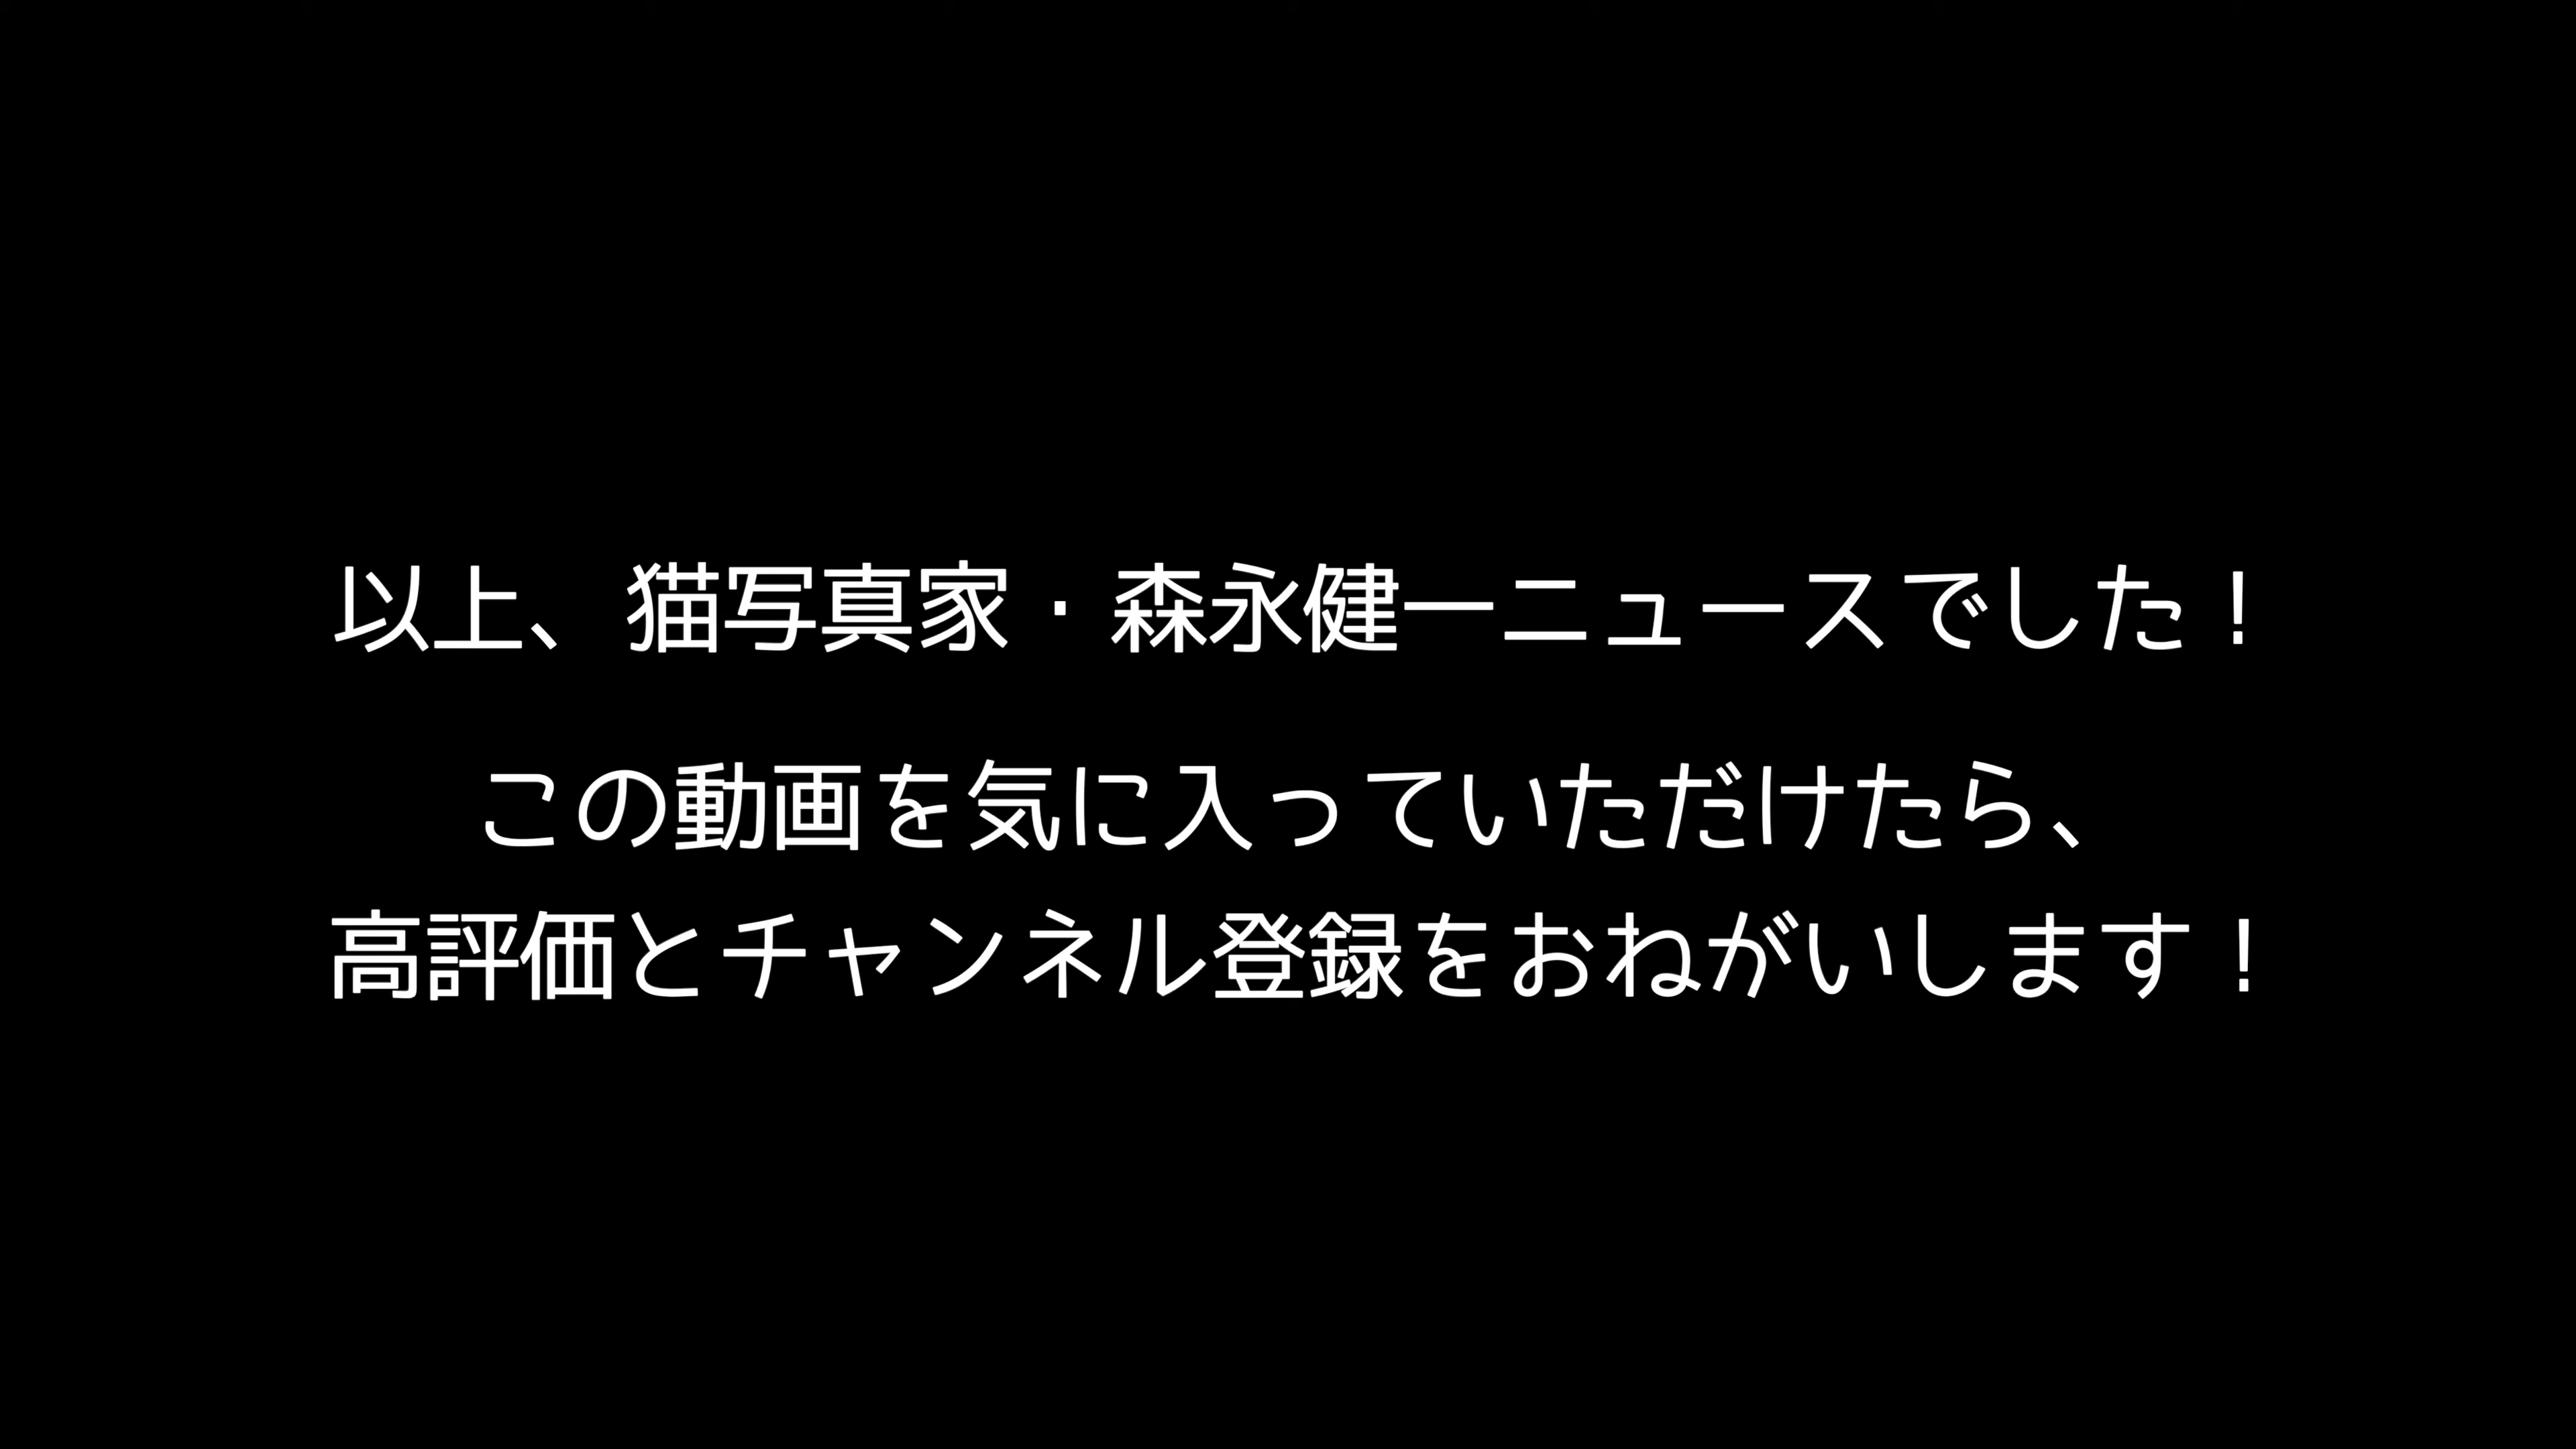 以上、猫写真家・森永健一ニュースでした！
この動画を気に入っていただけたら、
高評価とチャンネル登録をおねがいします！